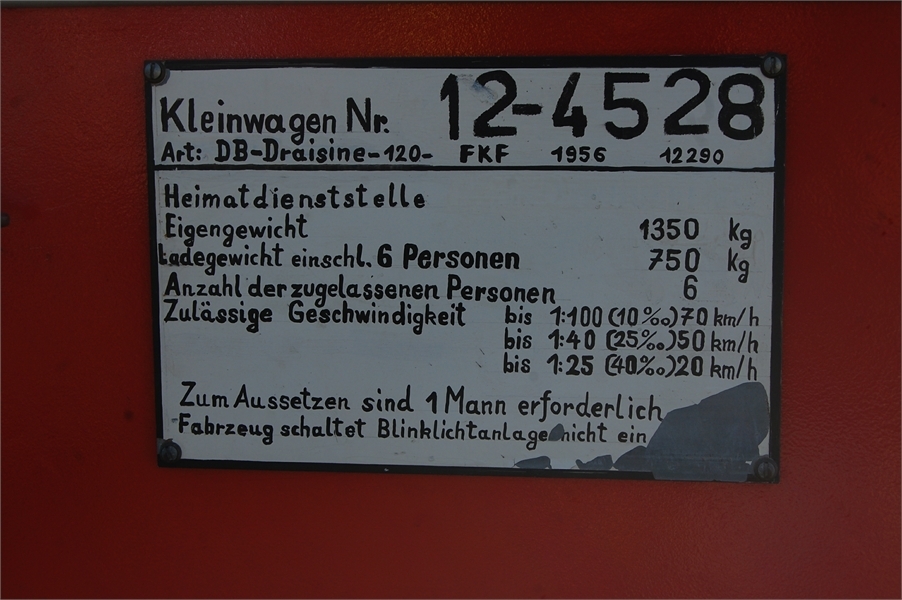 Kleinwagen Nr. 12-4528
Art: DB-Draisine-120- FKF 1956 12290
Heimatdienststelle
Eigengewicht 1350 kg
Ladegewicht einschl. 6 Personen 750 kg
Anzahl der zugelassenen Personen 6
Zulässige Geschwindigkeit bis 1:100 (10‰) 70 km/h
bis 1:40 (25‰) 50 km/h
bis 1:25 (40‰) 20 km/h
Zum Aussetzen sind 1 Mann erforderlich
Fahrzeug schaltet Blinklichtanlage nicht ein